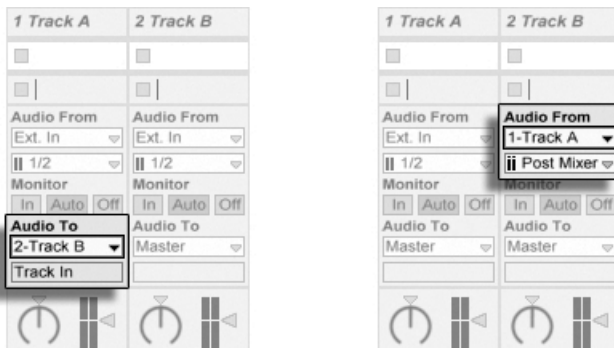 1 Track A
2 Track B
Audio From
Audio From
Ext. In
Ext. In
1/2
1/2
Monitor
Monitor
In Auto Off
In Auto Off
Audio To
Audio To
2-Track B
Master
Track In
1 Track A
2 Track B
Audio From
Audio From
Ext. In
1-Track A
1/2
Post Mixer
Monitor
Monitor
In Auto Off
In Auto Off
Audio To
Audio To
Master
Master